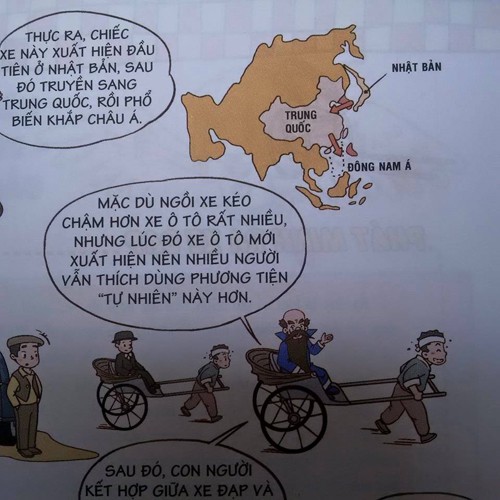 THỰC RA, CHIẾC
XE NÀY XUẤT HIỆN ĐẦU
TIÊN Ở NHẬT BẢN, SAU
ĐÓ TRUYỀN SANG
TRUNG QUỐC, RỒI PHỔ
BIẾN KHẮP CHÂU Á.
NHẬT BẢN
TRUNG
QUỐC
ĐÔNG NAM Á
MẶC DÙ NGỒI XE KÉO
CHẬM HƠN XE Ô TÔ RẤT NHIỀU,
NHƯNG LÚC ĐÓ XE Ô TÔ MỚI
XUẤT HIỆN NÊN NHIỀU NGƯỜI
VẪN THÍCH DÙNG PHƯƠNG TIỆN
“TỰ NHIÊN” NÀY HƠN.
SAU ĐÓ, CON NGƯỜI
KẾT HỢP GIỮA XE ĐẠP VÀ